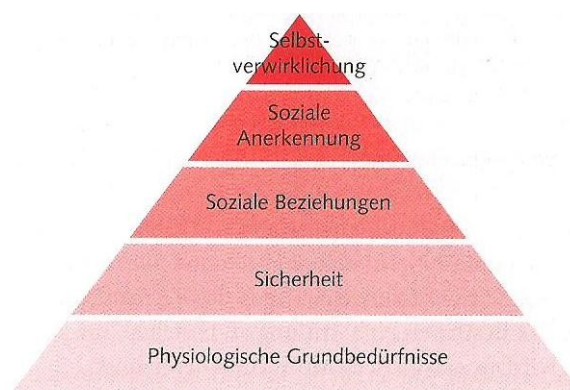 Selbst-
verwirklichung
Soziale
Anerkennung
Soziale Beziehungen
Sicherheit
Physiologische Grundbedürfnisse